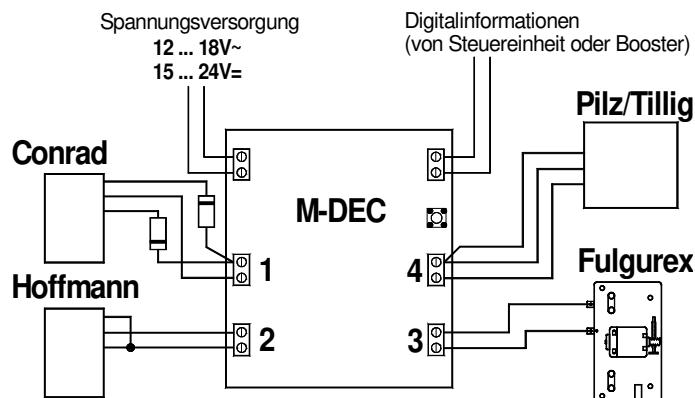 Spannungsversorgung
12 ... 18V~
15 ... 24V=
Digitalinformationen
(von Steuereinheit oder Booster)
Pilz/Tillig
Conrad
M-DEC
1
4
Fulgurex
Hoffmann
2
3